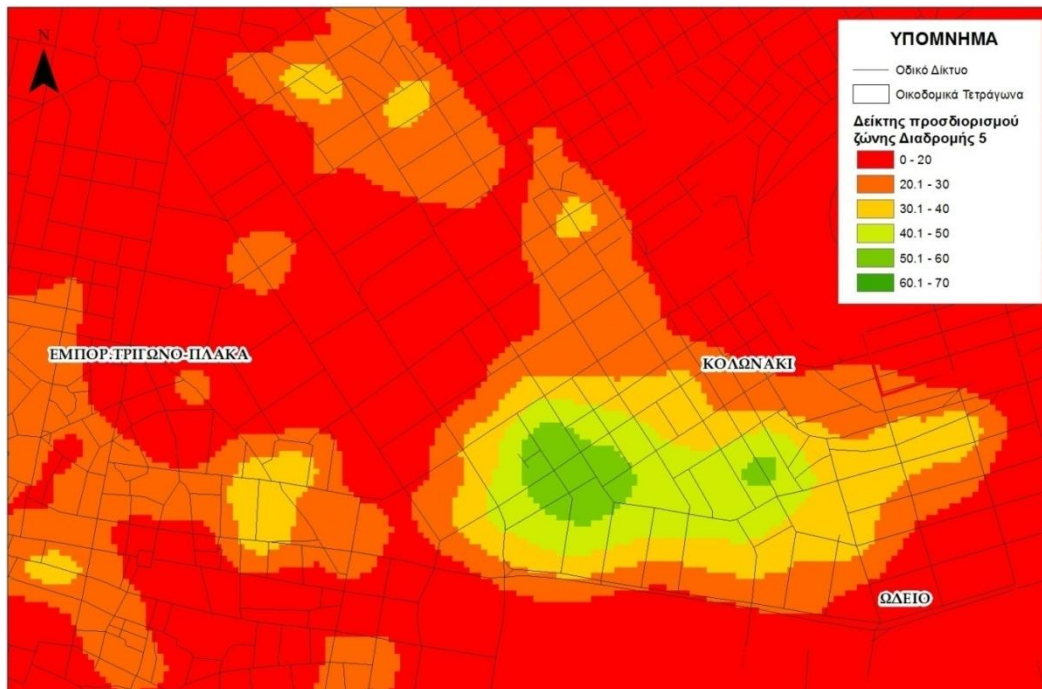 N
ΥΠΟΜΝΗΜΑ
Οδικό Δίκτυο
Οικοδομικά Τετράγωνα
Δείκτης προσδιορισμού
ζώνης Διαδρομής 5
0 - 20
20.1 - 30
30.1 - 40
40.1 - 50
50.1 - 60
60.1 - 70
ΕΜΠΟΡ.ΤΡΙΓΩΝΟ-ΠΛΑΚΑ
ΚΟΛΩΝΑΚΙ
ΩΔΕΙΟ